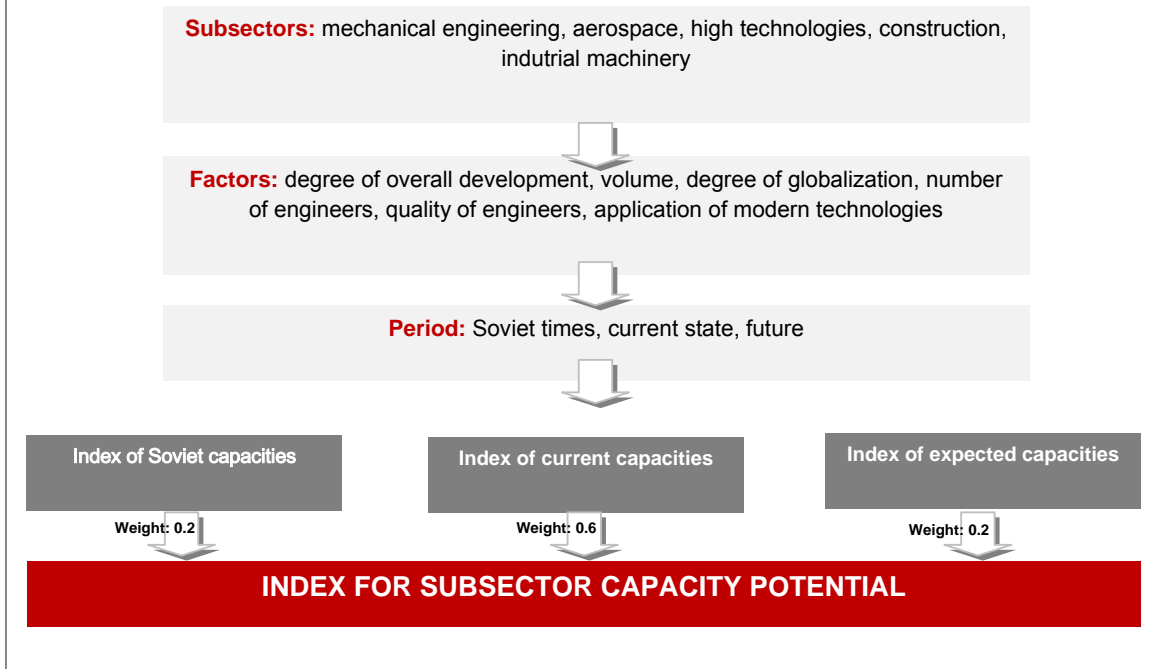 Subsectors: mechanical engineering, aerospace, high technologies, construction,
indutrial machinery
Factors: degree of overall development, volume, degree of globalization, number
of engineers, quality of engineers, application of modern technologies
Period: Soviet times, current state, future
Index of Soviet capacities
Index of current capacities
Index of expected capacities
Weight: 0.2
Weight: 0.6
Weight: 0.2
INDEX FOR SUBSECTOR CAPACITY POTENTIAL